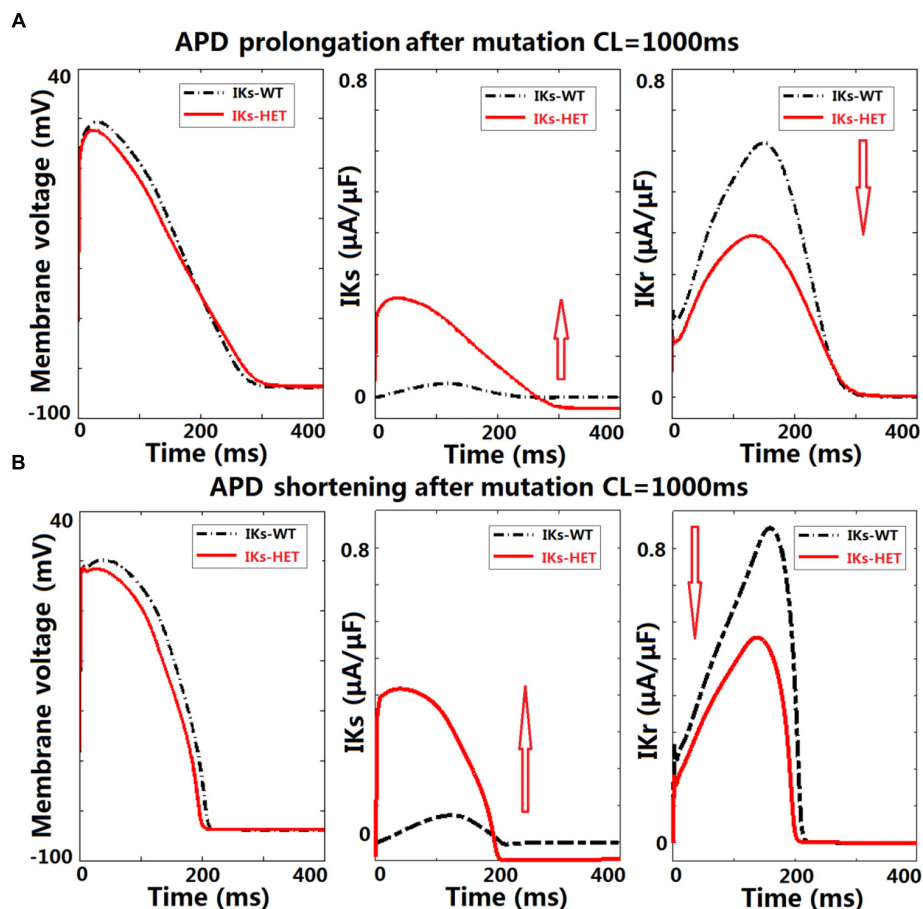 A
APD prolongation after mutation CL=1000ms
40
-100
Membrane voltage (mV)
IKs-WT
IKs-HET
0
200
400
Time (ms)
0.8
0
IKs (µA/µF)
IKs-WT
IKs-HET
0
200
400
Time (ms)
0.8
0
IKr (µA/µF)
IKs-WT
IKs-HET
0
200
400
Time (ms)
B
APD shortening after mutation CL=1000ms
40
-100
Membrane voltage (mV)
IKs-WT
IKs-HET
0
200
400
Time (ms)
0.8
0
IKs (µA/µF)
IKs-WT
IKs-HET
0
200
400
Time (ms)
0.8
0
IKr (µA/µF)
IKs-WT
IKs-HET
0
200
400
Time (ms)